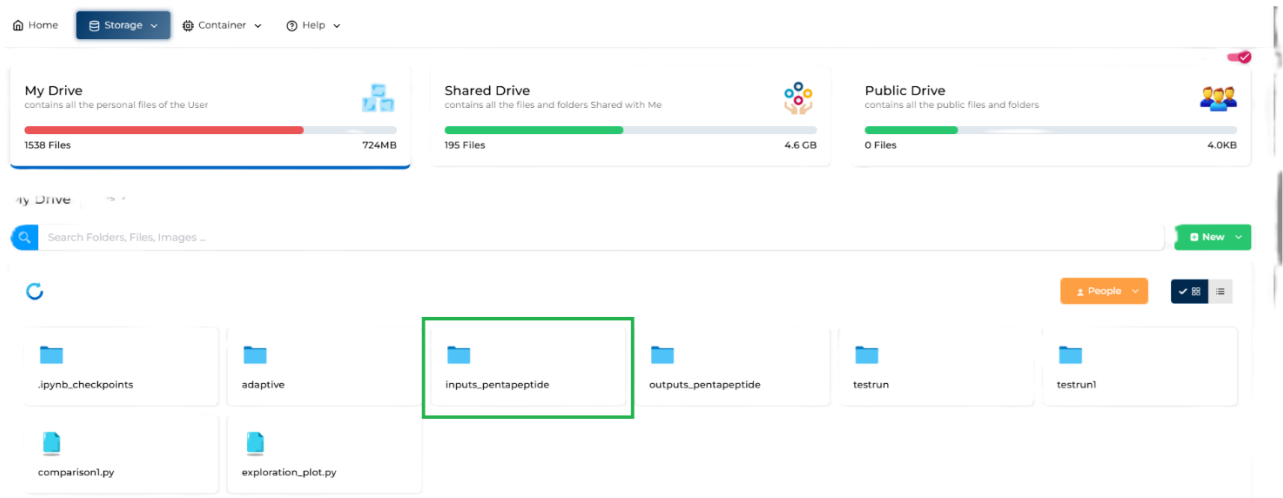 Home Storage Container Help
My Drive
contains all the personal files of the User
1538 Files 724MB
Shared Drive
contains all the files and folders Shared with Me
195 Files 4.6 GB
Public Drive
contains all the public files and folders
0 Files 4.0KB
My Drive
Search Folders, Files, Images ...
New
People
.ipynb_checkpoints adaptive inputs_pentapeptide outputs_pentapeptide testrun testrun1
comparison1.py exploration_plot.py